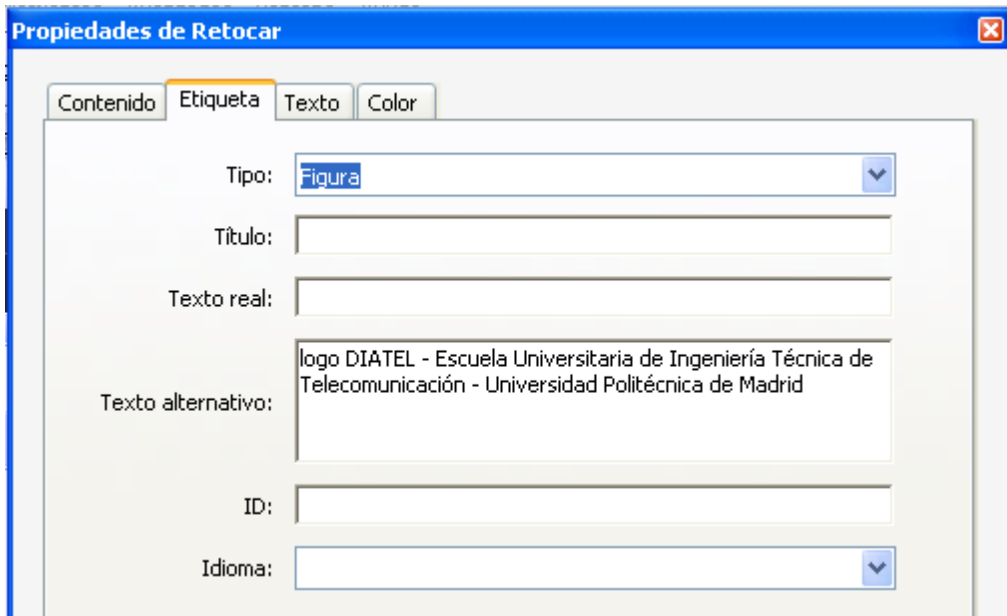 Propiedades de Retocar
Contenido Etiqueta Texto Color
Tipo: Figura
Título:
Texto real:
Texto alternativo: logo DIATEL - Escuela Universitaria de Ingeniería Técnica de
Telecomunicación - Universidad Politécnica de Madrid
ID:
Idioma: